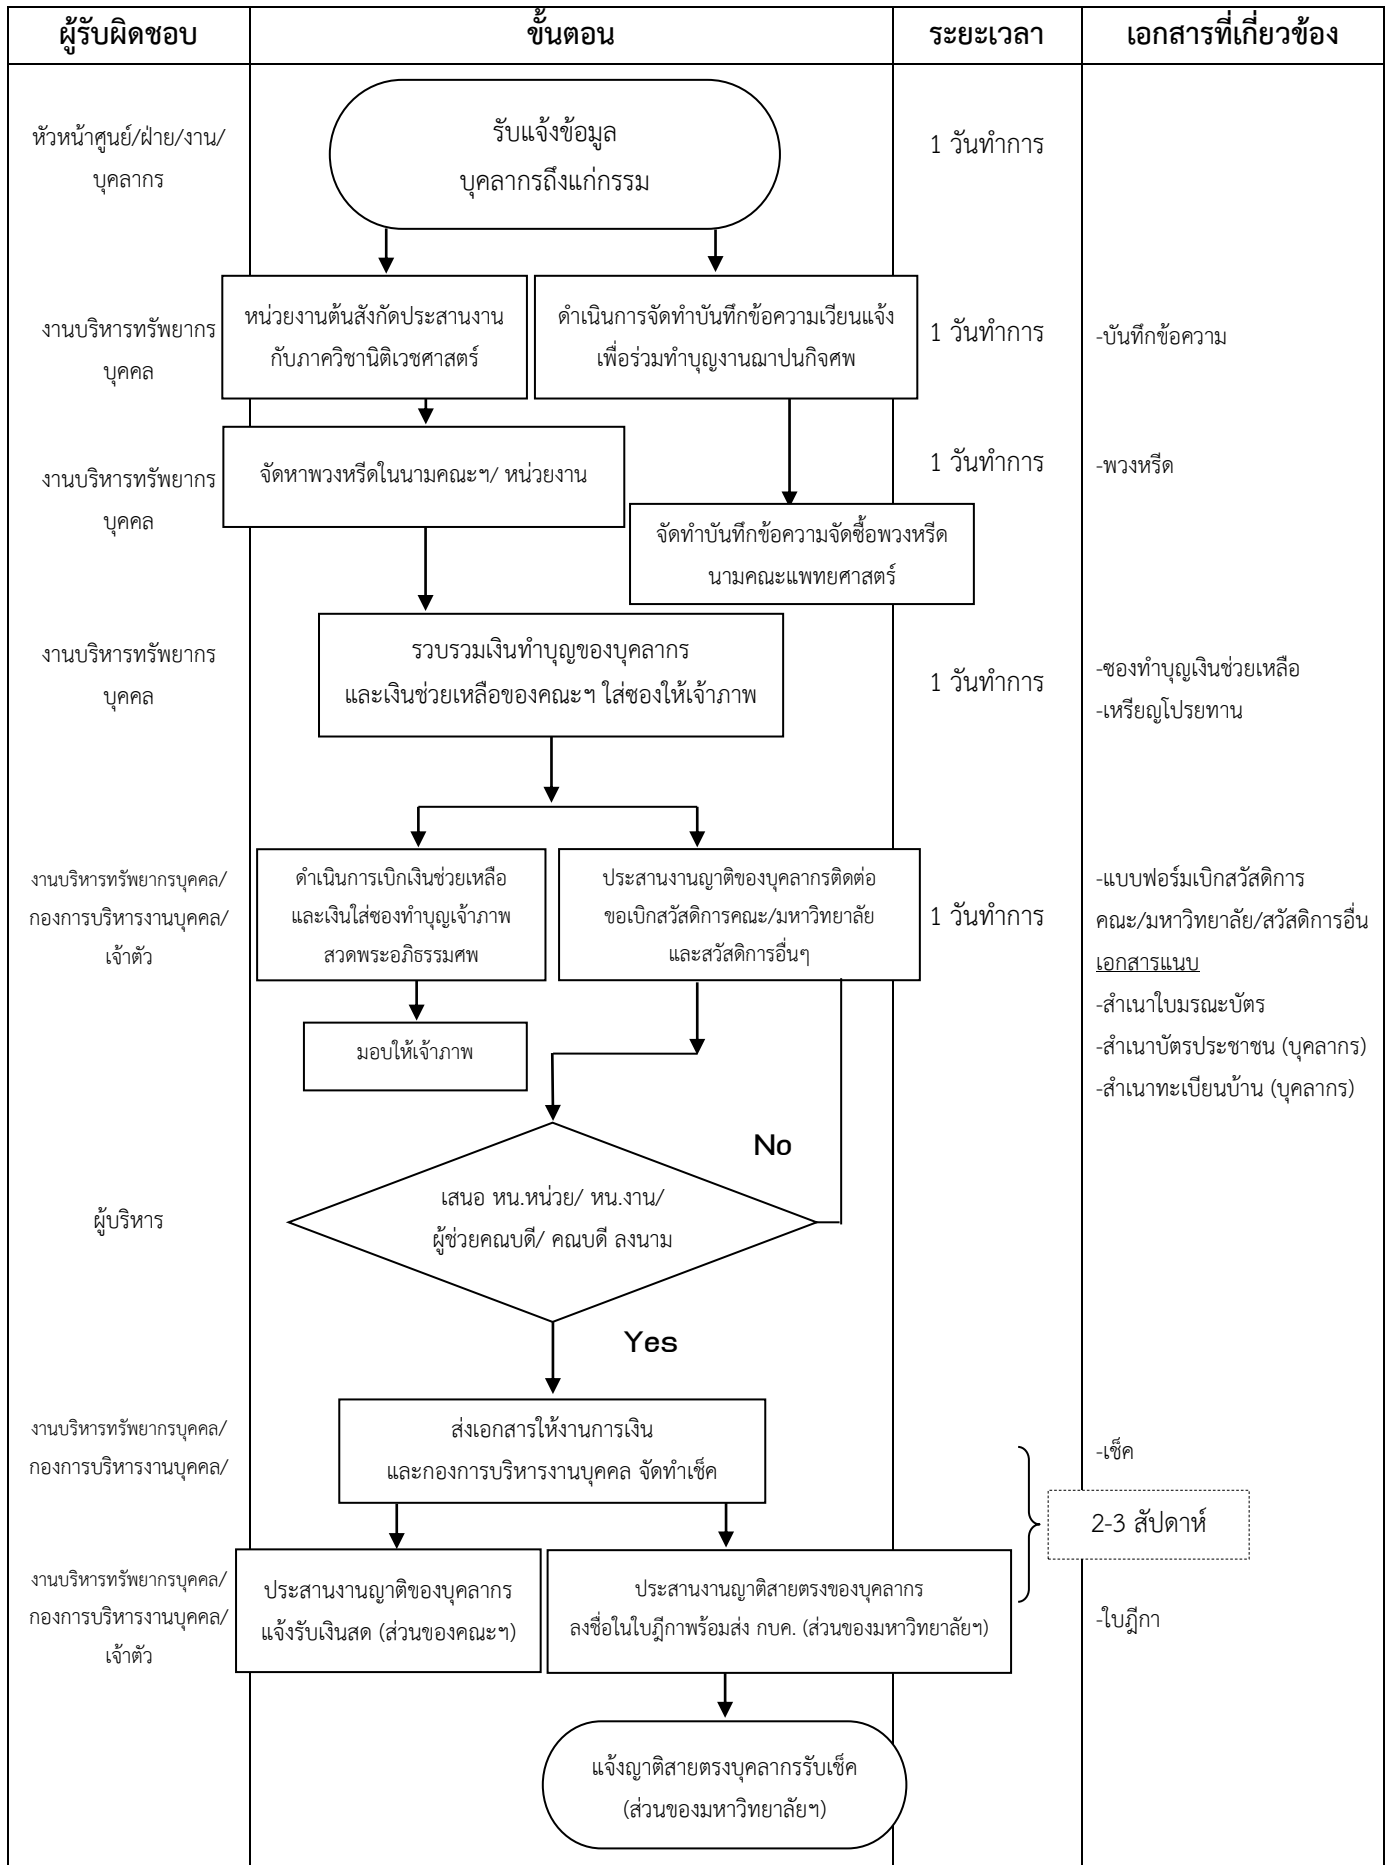 ผู้รับผิดชอบ
ขั้นตอน
ระยะเวลา
เอกสารที่เกี่ยวข้อง
หัวหน้าศูนย์/ฝ่าย/งาน/
บุคลากร
รับแจ้งข้อมูล
บุคลากรถึงแก่กรรม
1 วันทำการ
งานบริหารทรัพยากร
บุคคล
หน่วยงานต้นสังกัดประสานงาน
กับภาควิชานิติเวชศาสตร์
ดำเนินการจัดทำบันทึกข้อความเวียนแจ้ง
เพื่อร่วมทำบุญงานฌาปนกิจศพ
1 วันทำการ
-บันทึกข้อความ
งานบริหารทรัพยากร
บุคคล
จัดหาพวงหรีดในนามคณะฯ/ หน่วยงาน
1 วันทำการ
-พวงหรีด
จัดทำบันทึกข้อความจัดซื้อพวงหรีด
นามคณะแพทยศาสตร์
งานบริหารทรัพยากร
บุคคล
รวบรวมเงินทำบุญของบุคลากร
และเงินช่วยเหลือของคณะฯ ใส่ซองให้เจ้าภาพ
1 วันทำการ
-ซองทำบุญเงินช่วยเหลือ
-เหรียญโปรยทาน
งานบริหารทรัพยากรบุคคล/
กองการบริหารงานบุคคล/
เจ้าตัว
ดำเนินการเบิกเงินช่วยเหลือ
และเงินใส่ซองทำบุญเจ้าภาพ
สวดพระอภิธรรมศพ
ประสานงานญาติของบุคลากรติดต่อ
ขอเบิกสวัสดิการคณะ/มหาวิทยาลัย
และสวัสดิการอื่นๆ
1 วันทำการ
-แบบฟอร์มเบิกสวัสดิการ
คณะ/มหาวิทยาลัย/สวัสดิการอื่น
เอกสารแนบ
-สำเนาใบมรณะบัตร
-สำเนาบัตรประชาชน (บุคลากร)
-สำเนาทะเบียนบ้าน (บุคลากร)
มอบให้เจ้าภาพ
No
ผู้บริหาร
เสนอ หน.หน่วย/ หน.งาน/
ผู้ช่วยคณบดี/ คณบดี ลงนาม
Yes
งานบริหารทรัพยากรบุคคล/
กองการบริหารงานบุคคล/
ส่งเอกสารให้งานการเงิน
และกองการบริหารงานบุคคล จัดทำเช็ค
-เช็ค
2-3 สัปดาห์
งานบริหารทรัพยากรบุคคล/
กองการบริหารงานบุคคล/
เจ้าตัว
ประสานงานญาติของบุคลากร
แจ้งรับเงินสด (ส่วนของคณะฯ)
ประสานงานญาติสายตรงของบุคลากร
ลงชื่อในใบฎีกาพร้อมส่ง กบค. (ส่วนของมหาวิทยาลัยฯ)
-ใบฎีกา
แจ้งญาติสายตรงบุคลากรรับเช็ค
(ส่วนของมหาวิทยาลัยฯ)